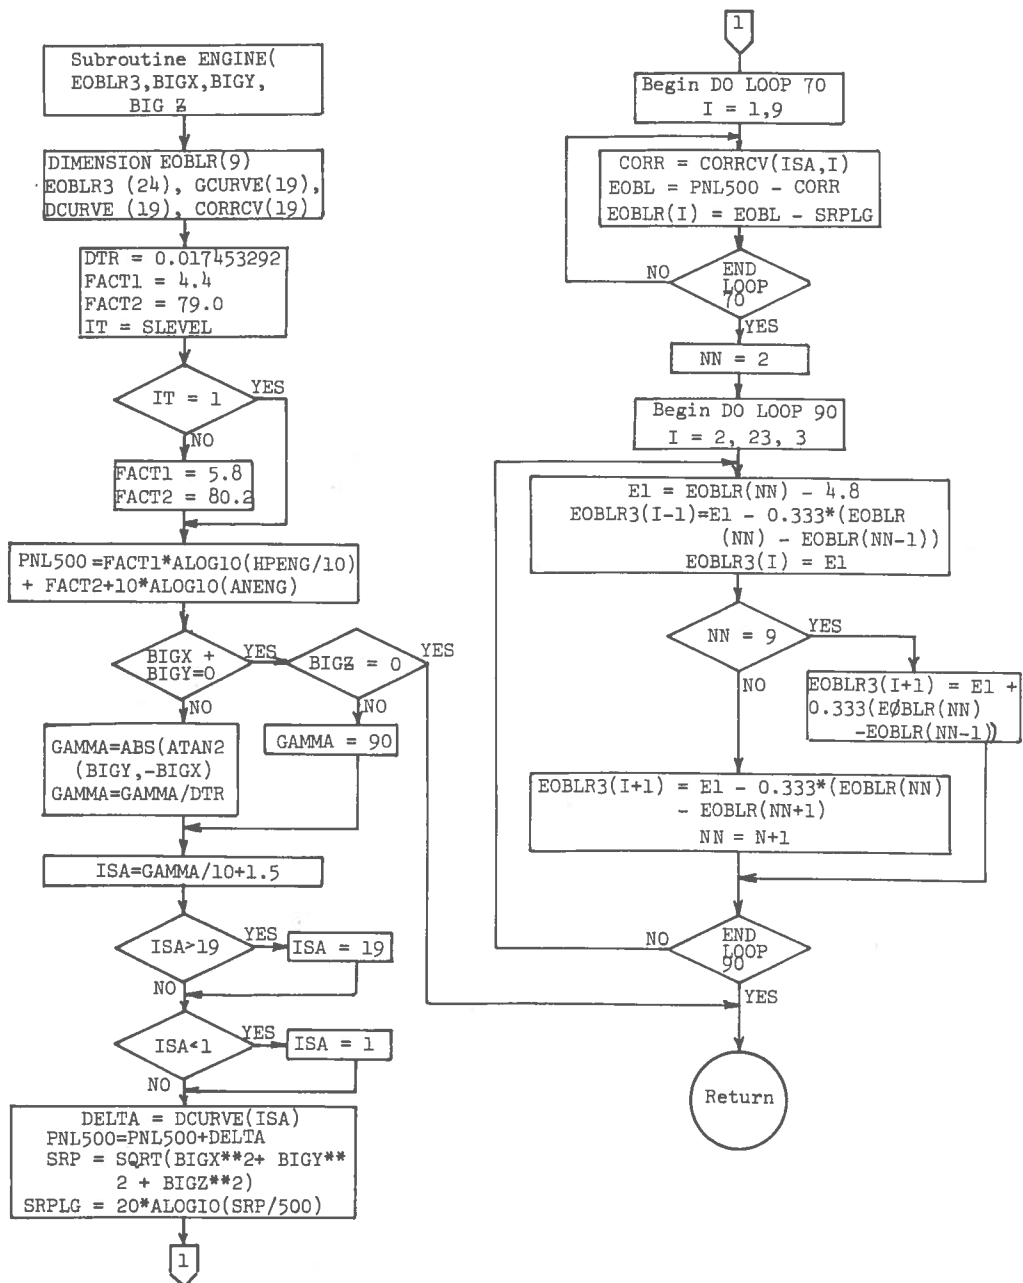 Subroutine ENGINE(
EOBLR3,BIGX,BIGY,
BIG Z
DIMENSION EOBLR(9)
EOBLR3 (24), GCURVE(19),
DCURVE (19), CORRCV(19)
DTR = 0.017453292
FACT1 = 4.4
FACT2 = 79.0
IT = SLEVEL
IT = 1
YES
NO
FACT1 = 5.8
FACT2 = 80.2
PNL500=FACT1*ALOG10(HPENG/10)
+ FACT2+10*ALOG10(ANENG)
BIGX +
BIGY=0
YES
NO
BIGZ = 0
YES
NO
GAMMA=ABS(ATAN2
(BIGY,-BIGX)
GAMMA=GAMMA/DTR
GAMMA = 90
ISA=GAMMA/10+1.5
ISA>19
YES
ISA = 19
NO
ISA<1
YES
ISA = 1
NO
DELTA = DCURVE(ISA)
PNL500=PNL500+DELTA
SRP = SQRT(BIGX**2+ BIGY**
2 + BIGZ**2)
SRPLG = 20*ALOG10(SRP/500)
1
1
Begin DO LOOP 70
I = 1,9
CORR = CORRCV(ISA,I)
EOBL = PNL500 - CORR
EOBLR(I) = EOBL - SRPLG
NO
END
LOOP
70
YES
NN = 2
Begin DO LOOP 90
I = 2, 23, 3
E1 = EOBLR(NN) - 4.8
EOBLR3(I-1)=E1 - 0.333*(EOBLR
(NN) - EOBLR(NN-1))
EOBLR3(I) = E1
NN = 9
YES
NO
EOBLR3(I+1) = E1 +
0.333(EØBLR(NN)
-EOBLR(NN-1))
EOBLR3(I+1) = E1 - 0.333*(EOBLR(NN)
- EOBLR(NN+1)
NN = N+1
NO
END
LOOP
90
YES
Return